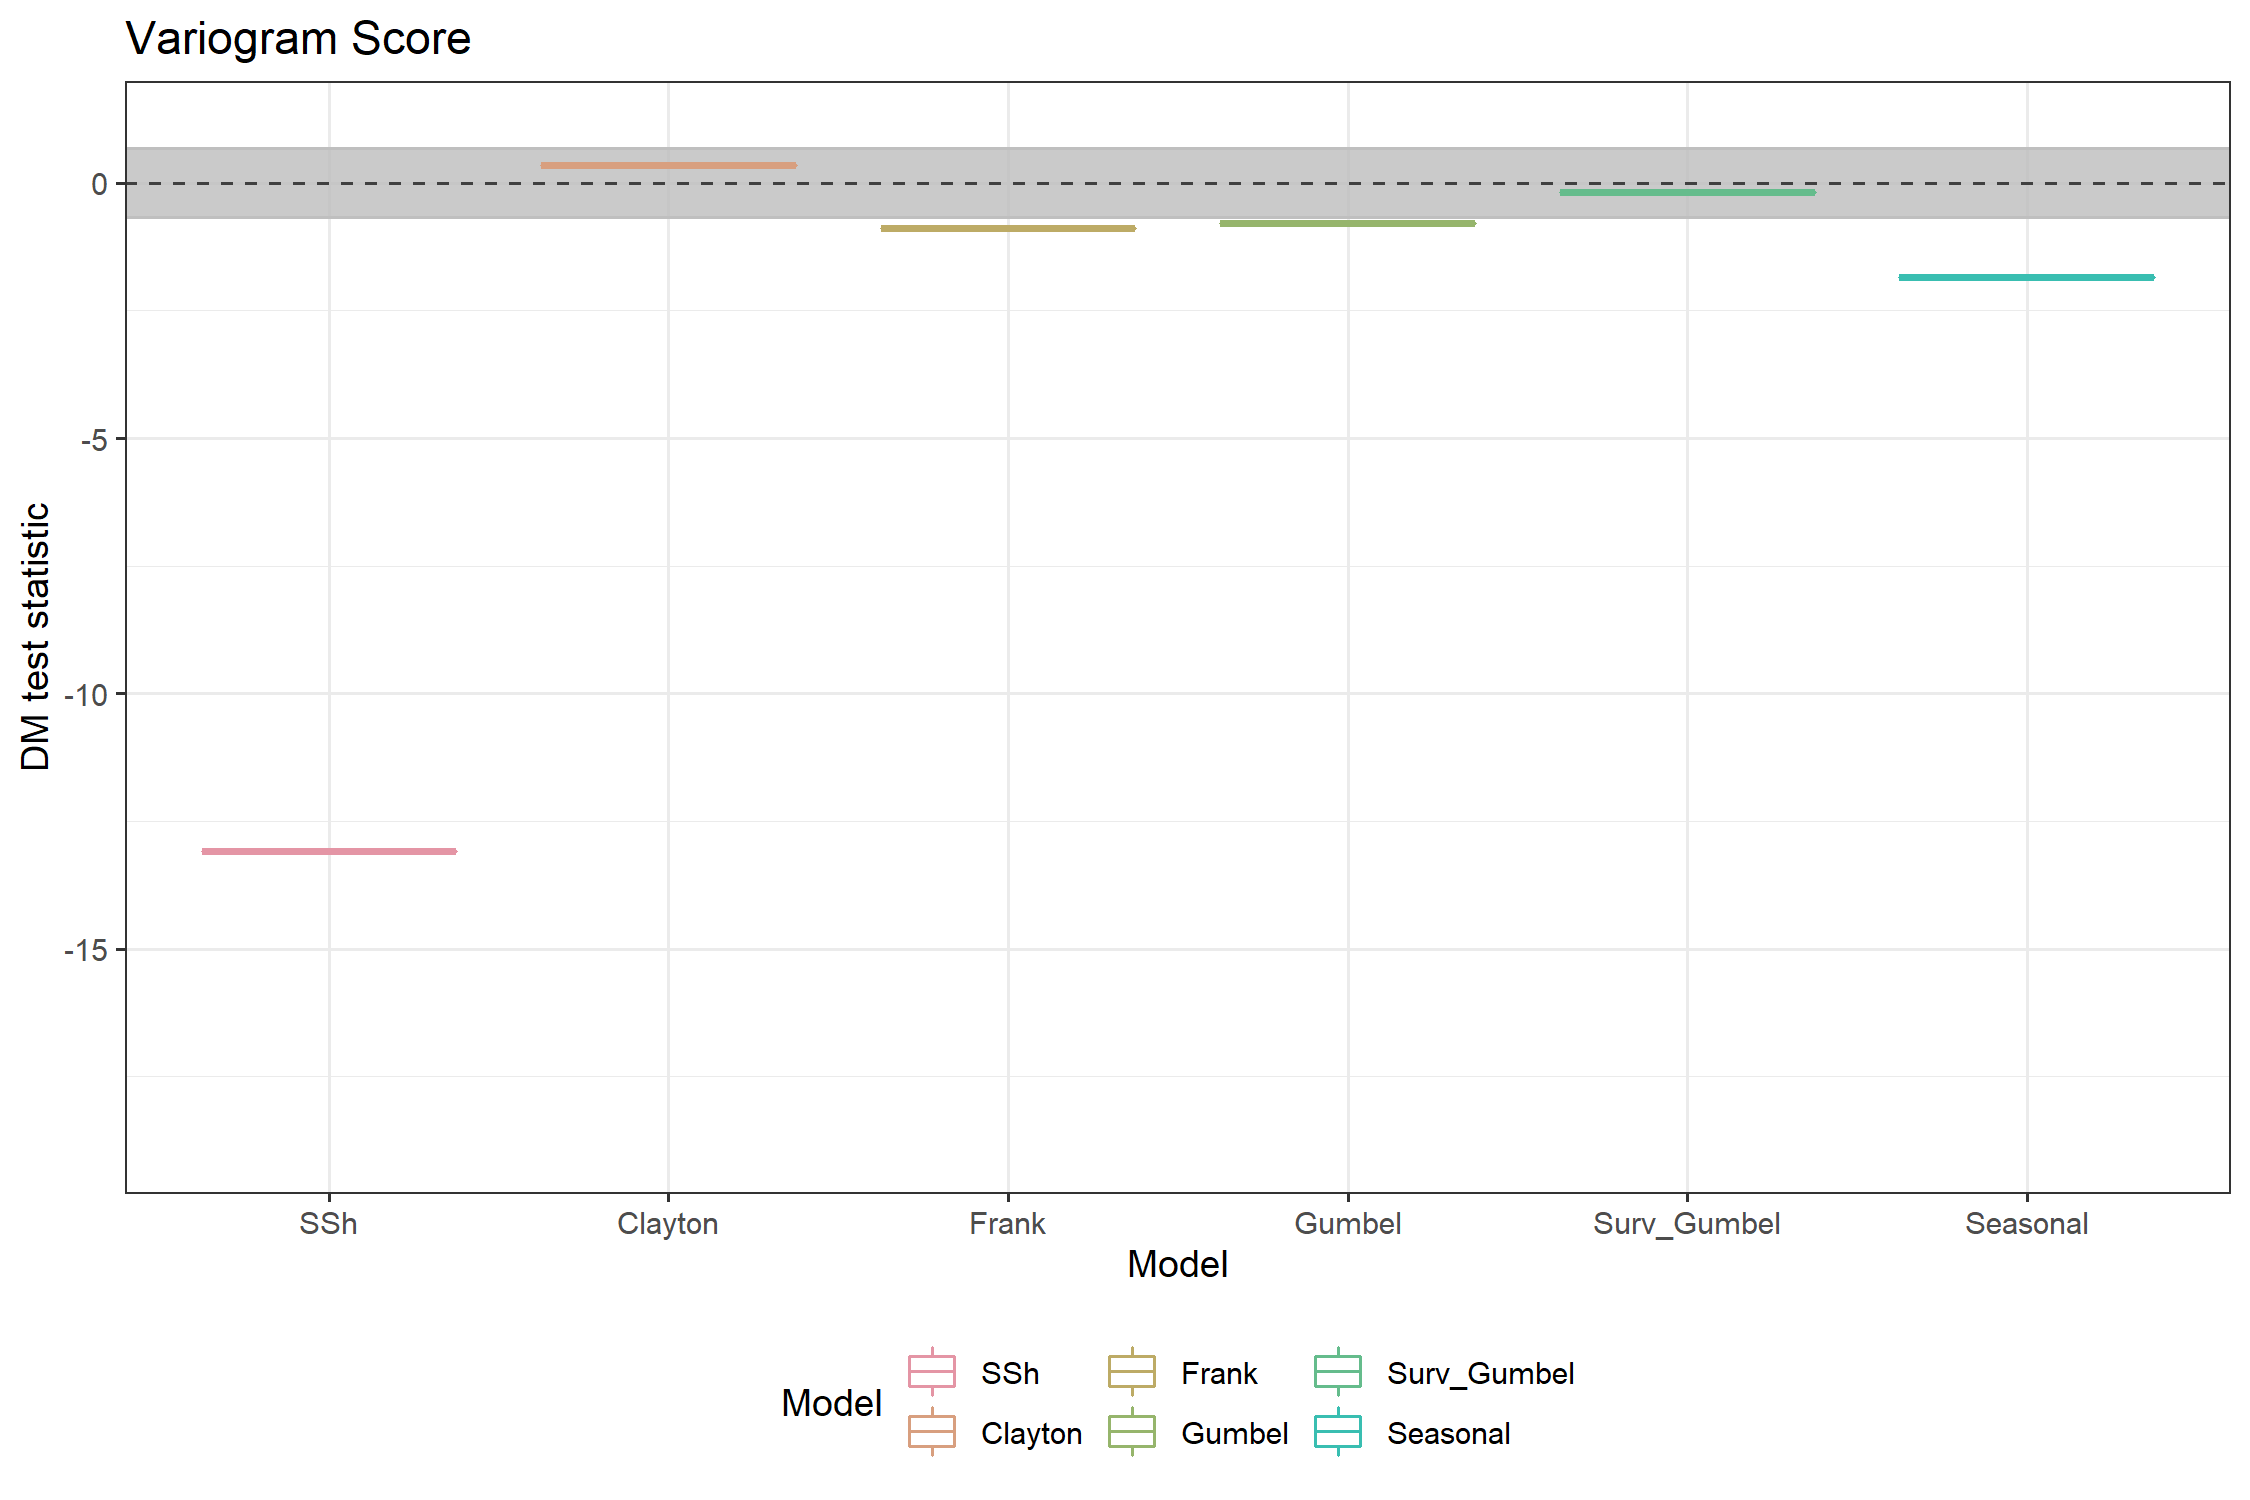 Variogram Score
DM test statistic
0
-5
-10
-15
SSh Clayton Frank Gumbel Surv_Gumbel Seasonal
Model
Model
SSh Frank Surv_Gumbel
Clayton Gumbel Seasonal